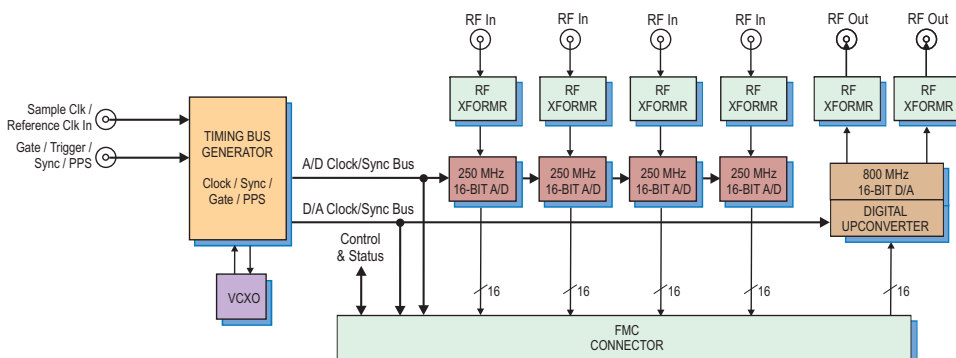 RF In
RF In
RF In
RF In
RF Out
RF Out
Sample Clk /
Reference Clk In
Gate / Trigger /
Sync / PPS
TIMING BUS
GENERATOR
Clock / Sync /
Gate / PPS
VCXO
A/D Clock/Sync Bus
D/A Clock/Sync Bus
Control
& Status
RF
XFORMR
RF
XFORMR
RF
XFORMR
RF
XFORMR
RF
XFORMR
RF
XFORMR
250 MHz
16-BIT A/D
250 MHz
16-BIT A/D
250 MHz
16-BIT A/D
250 MHz
16-BIT A/D
800 MHz
16-BIT D/A
DIGITAL
UPCONVERTER
16
16
16
16
16
FMC
CONNECTOR